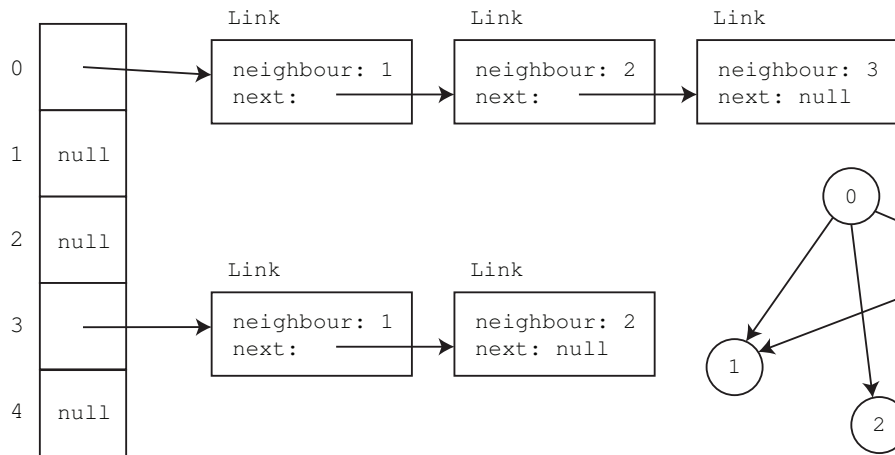 Link Link Link
0
neighbour: 1 neighbour: 2 neighbour: 3
next: next: next: null
1 null
2 null
0
Link Link
3
neighbour: 1 neighbour: 2
next: next: null
1
4 null
2